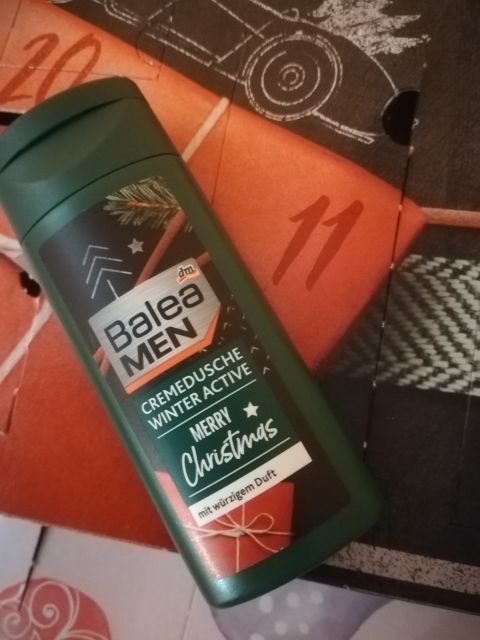 20
11
dm
Balea
MEN
CREMEDUSCHE
WINTER ACTIVE
MERRY
Christmas
mit würzigem Duft